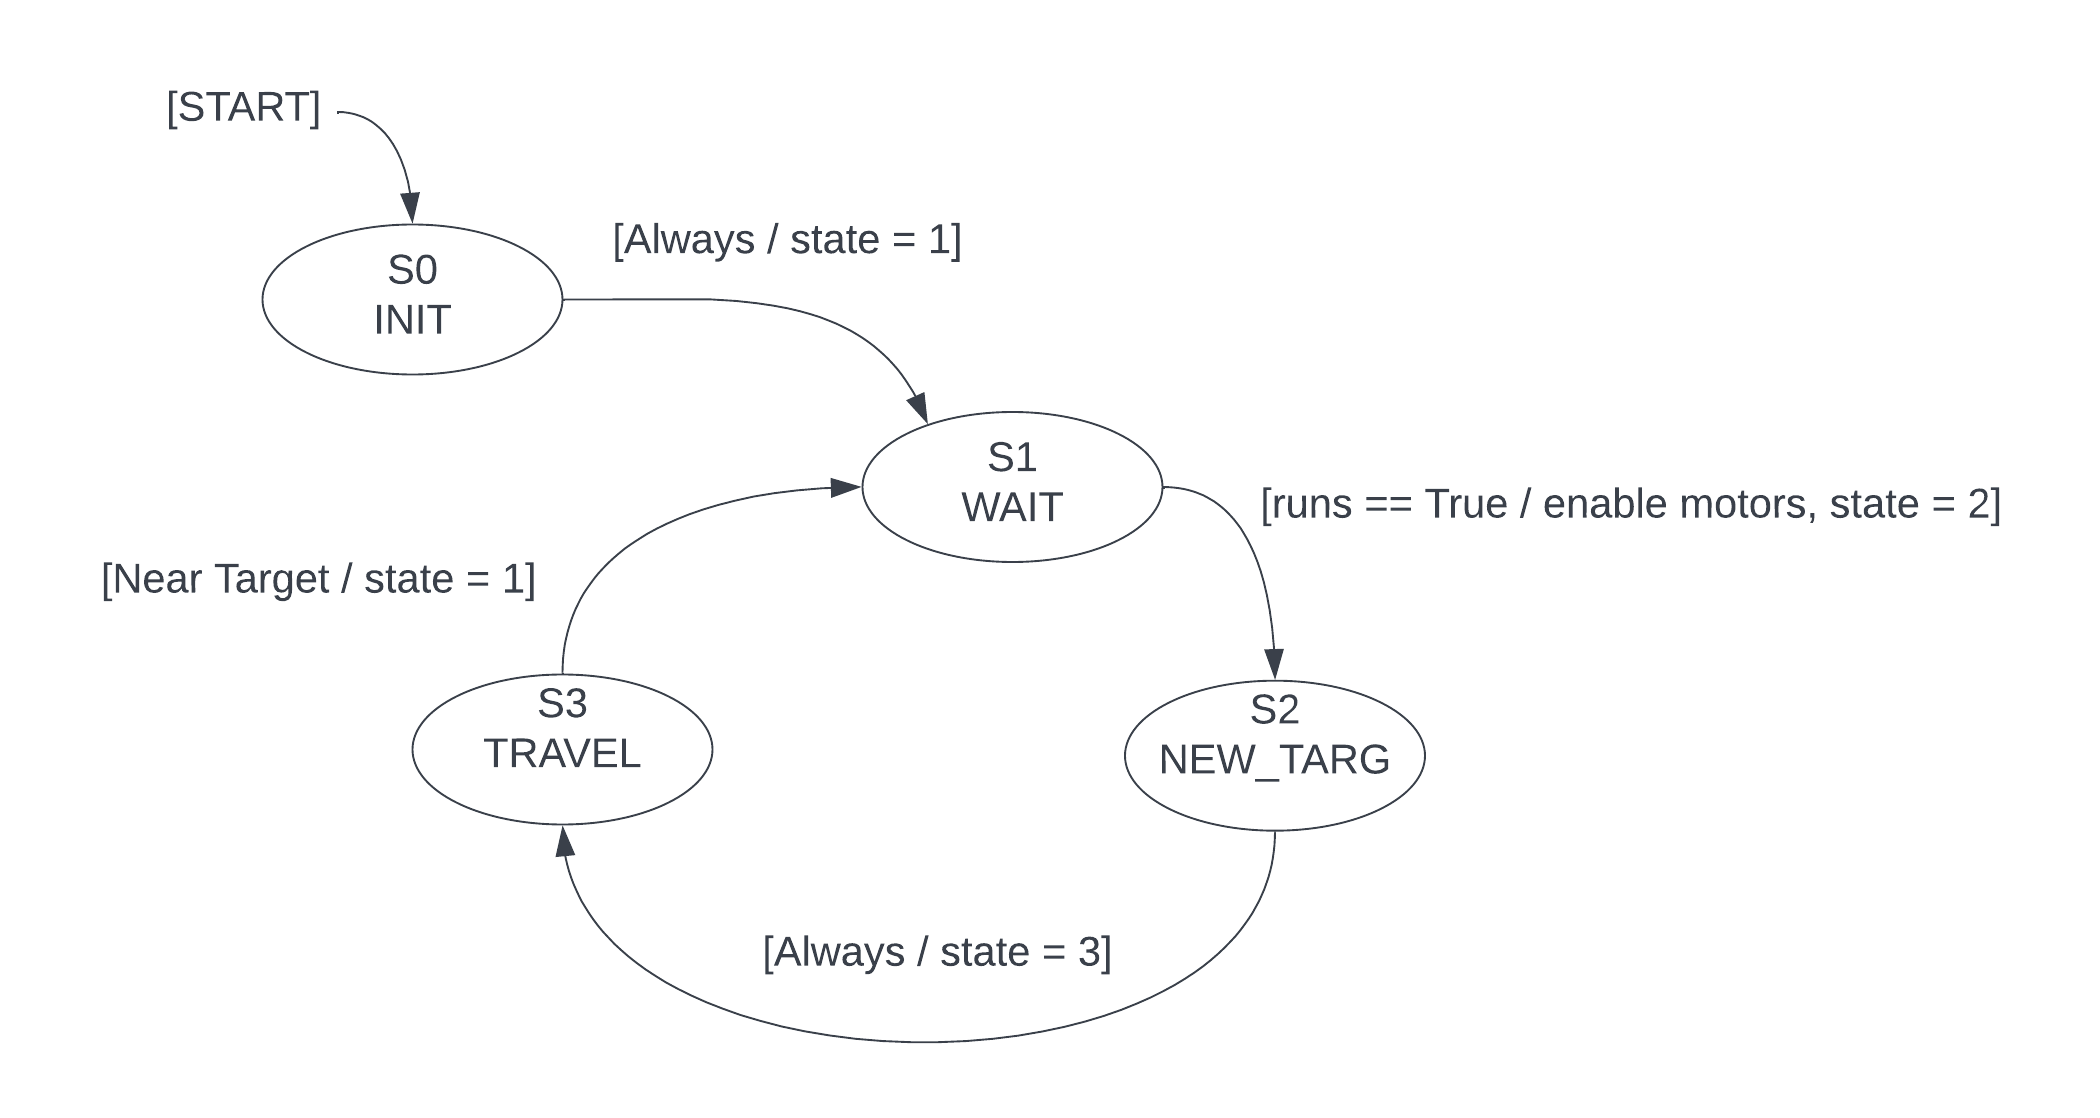 [START]
[Always / state = 1]
S0
INIT
S1
WAIT
[runs == True / enable motors, state = 2]
[Near Target / state = 1]
S3
TRAVEL
S2
NEW_TARG
[Always / state = 3]